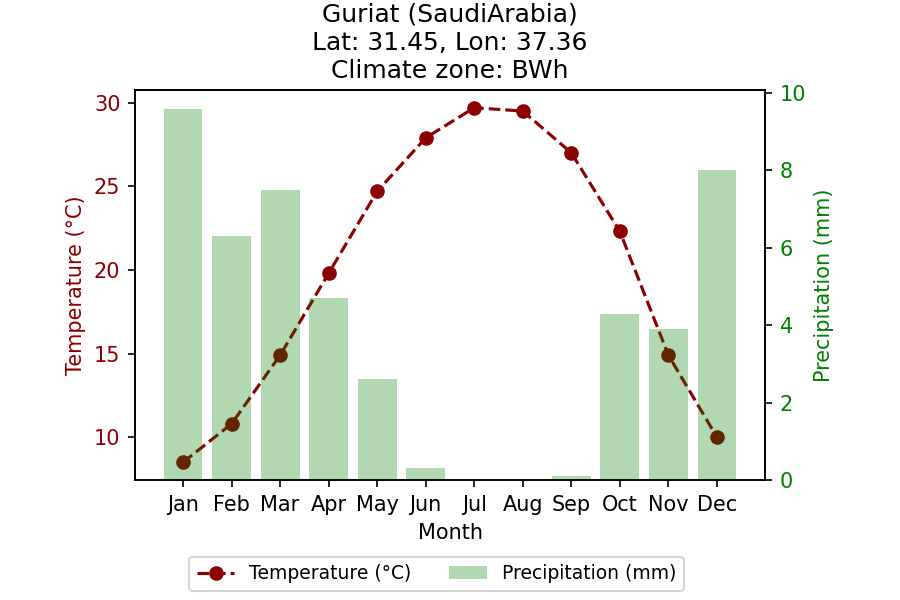 Guriat (SaudiArabia)
Lat: 31.45, Lon: 37.36
Climate zone: BWh
Temperature (°C)
30
25
20
15
10
Precipitation (mm)
10
8
6
4
2
0
Jan Feb Mar Apr May Jun Jul Aug Sep Oct Nov Dec
Month
Temperature (°C) Precipitation (mm)